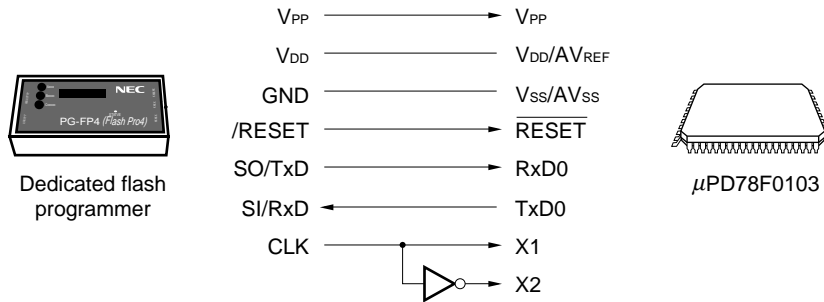 VPP VPP
VDD VDD/AVREF
GND VSS/AVSS
/RESET RESET
SO/TxD RxD0
SI/RxD TxD0
CLK X1
X2
NEC
PG-FP4 (Flash Pro4)
Dedicated flash
programmer
μPD78F0103